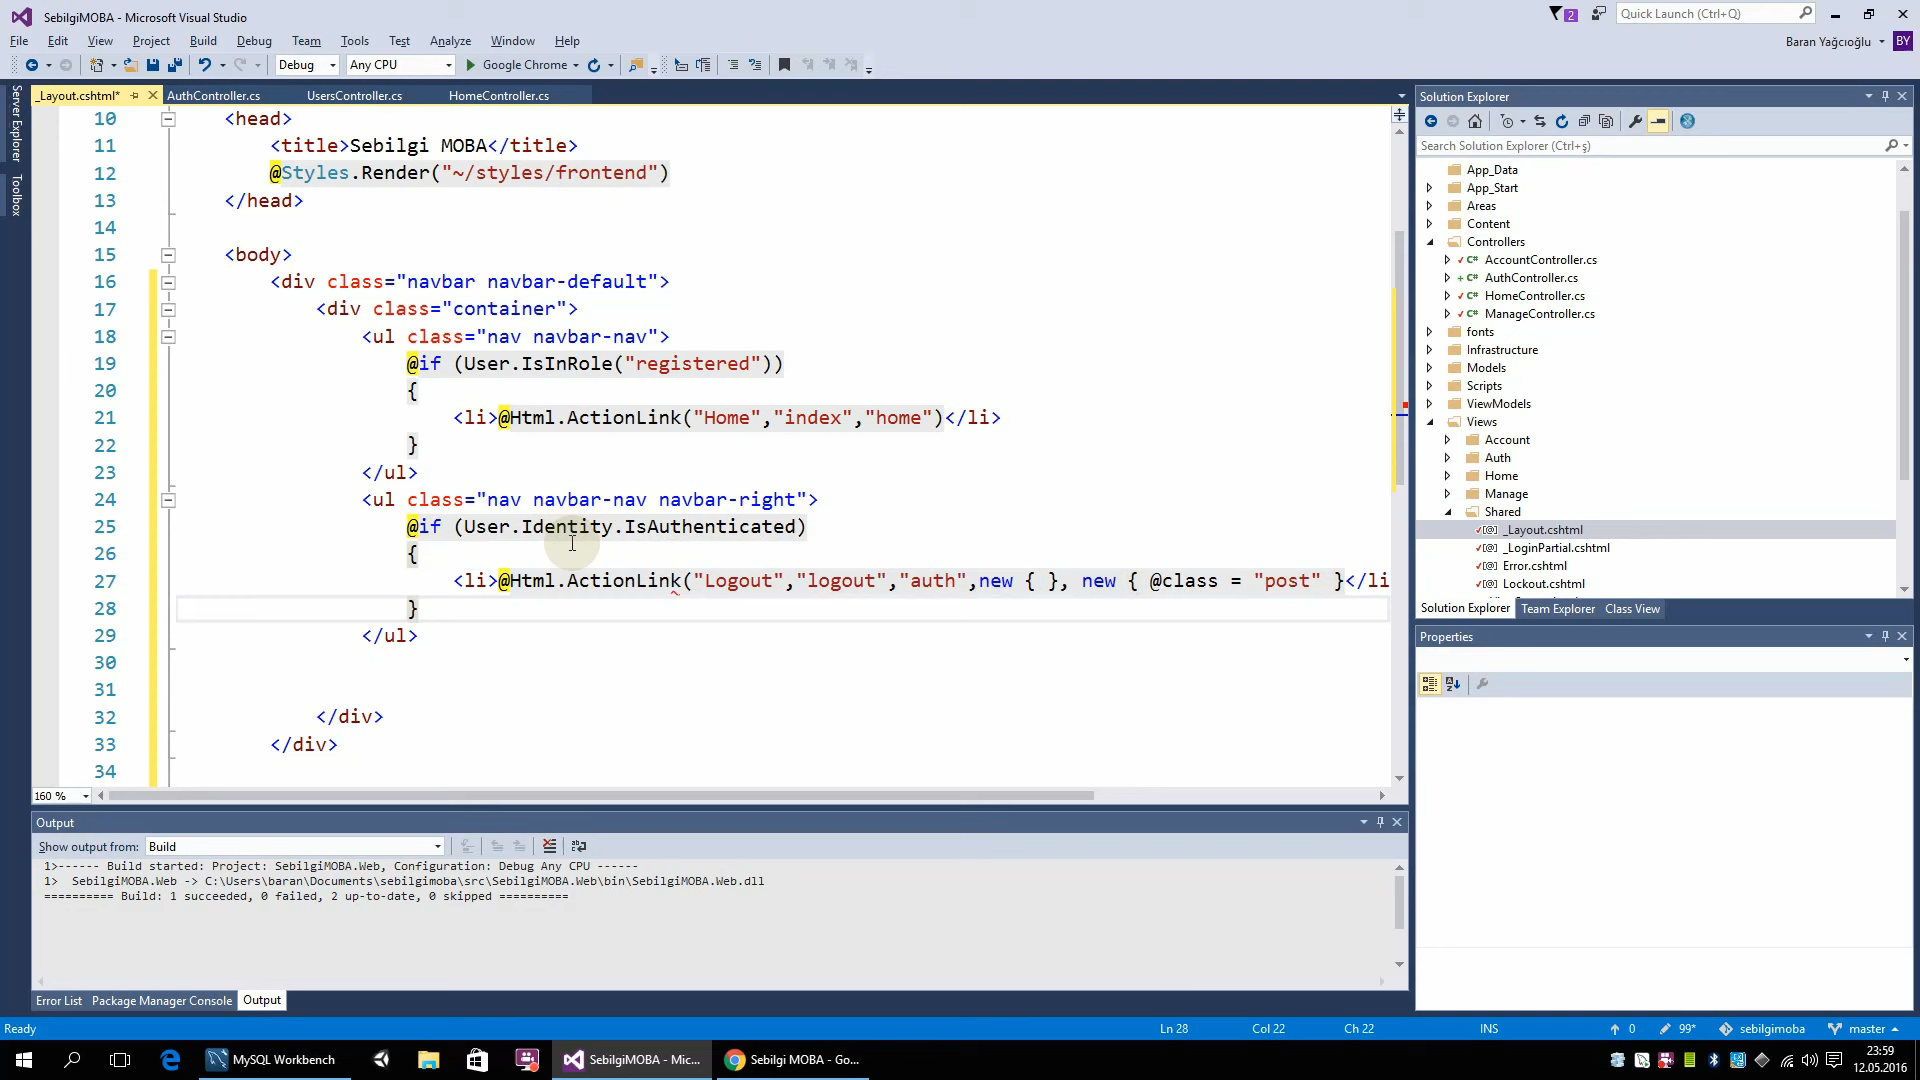 SebilgiMOBA - Microsoft Visual Studio
2
Quick Launch (Ctrl+Q)
File Edit View Project Build Debug Team Tools Test Analyze Window Help
Baran Yağcıoğlu BY
Debug Any CPU Google Chrome
Server Explorer
Toolbox
_Layout.cshtml* AuthController.cs UsersController.cs HomeController.cs
10 <head>
11 <title>Sebilgi MOBA</title>
12 @Styles.Render("~/styles/frontend")
13 </head>
14
15 <body>
16 <div class="navbar navbar-default">
17 <div class="container">
18 <ul class="nav navbar-nav">
19 @if (User.IsInRole("registered"))
20 {
21 <li>@Html.ActionLink("Home","index","home")</li>
22 }
23 </ul>
24 <ul class="nav navbar-nav navbar-right">
25 @if (User.Identity.IsAuthenticated)
26 {
27 <li>@Html.ActionLink("Logout","logout","auth",new { }, new { @class = "post" }</li
28 }
29 </ul>
30
31
32 </div>
33 </div>
34
160 %
Output
Show output from: Build
1>------ Build started: Project: SebilgiMOBA.Web, Configuration: Debug Any CPU ------
1> SebilgiMOBA.Web -> C:\Users\baran\Documents\sebilgimoba\src\SebilgiMOBA.Web\bin\SebilgiMOBA.Web.dll
========== Build: 1 succeeded, 0 failed, 2 up-to-date, 0 skipped ==========
Error List Package Manager Console Output
Solution Explorer
Search Solution Explorer (Ctrl+ş)
App_Data
App_Start
Areas
Content
Controllers
C# AccountController.cs
C# AuthController.cs
C# HomeController.cs
C# ManageController.cs
fonts
Infrastructure
Models
Scripts
ViewModels
Views
Account
Auth
Home
Manage
Shared
[@] _Layout.cshtml
[@] _LoginPartial.cshtml
[@] Error.cshtml
[@] Lockout.cshtml
Solution Explorer Team Explorer Class View
Properties
Ready Ln 28 Col 22 Ch 22 INS 0 99* sebilgimoba master
MySQL Workbench SebilgiMOBA - Mic... Sebilgi MOBA - Go...
23:59
12.05.2016